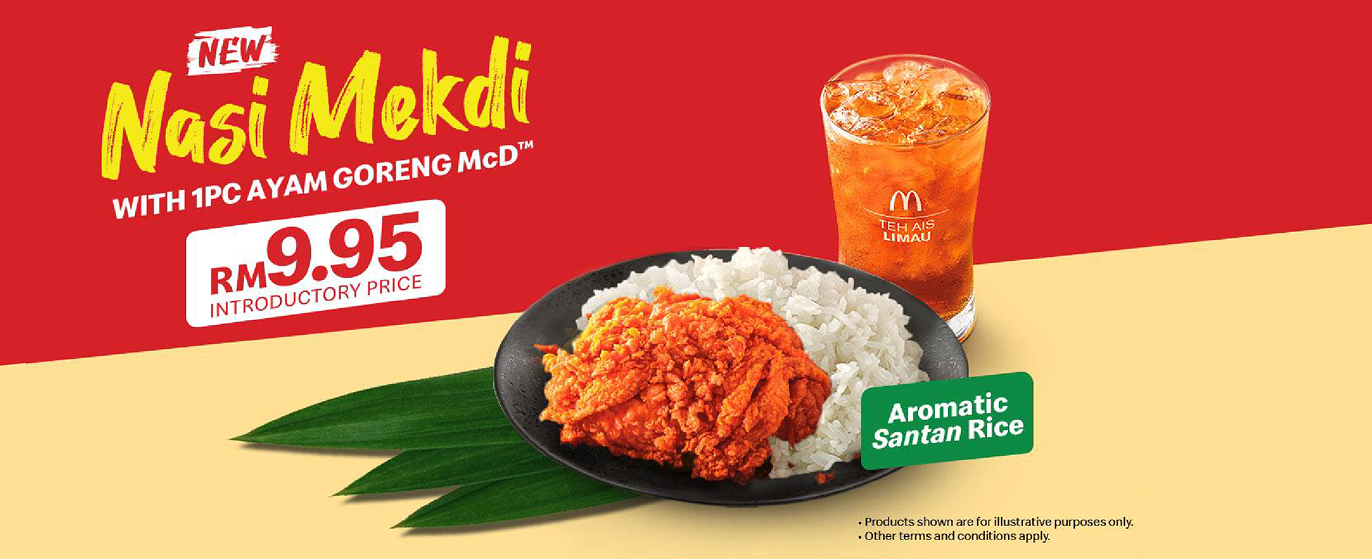 NEW
Nasi Mekdi
WITH 1PC AYAM GORENG McD™
RM9.95
INTRODUCTORY PRICE
TEH AIS
LIMAU
Aromatic
Santan Rice
• Products shown are for illustrative purposes only.
• Other terms and conditions apply.